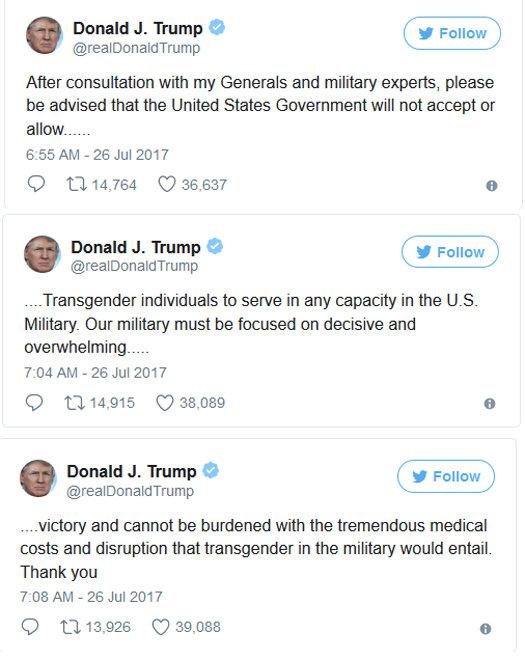 Donald J. Trump
Follow
@realDonaldTrump
After consultation with my Generals and military experts, please
be advised that the United States Government will not accept or
allow......
6:55 AM - 26 Jul 2017
14,764 36,637
Donald J. Trump
Follow
@realDonaldTrump
....Transgender individuals to serve in any capacity in the U.S.
Military. Our military must be focused on decisive and
overwhelming.....
7:04 AM - 26 Jul 2017
14,915 38,089
Donald J. Trump
Follow
@realDonaldTrump
....victory and cannot be burdened with the tremendous medical
costs and disruption that transgender in the military would entail.
Thank you
7:08 AM - 26 Jul 2017
13,926 39,088